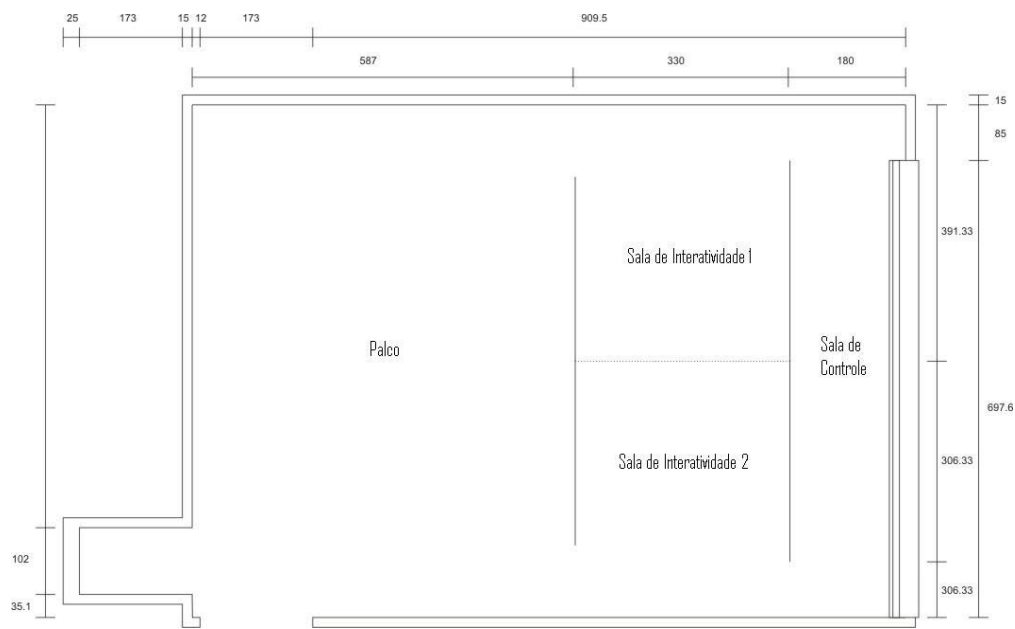 25 173 15 12 173 909.5
587 330 180
15
85
391.33
Sala de Interatividade 1
Palco
Sala de
Controle
697.6
Sala de Interatividade 2
306.33
102
306.33
35.1